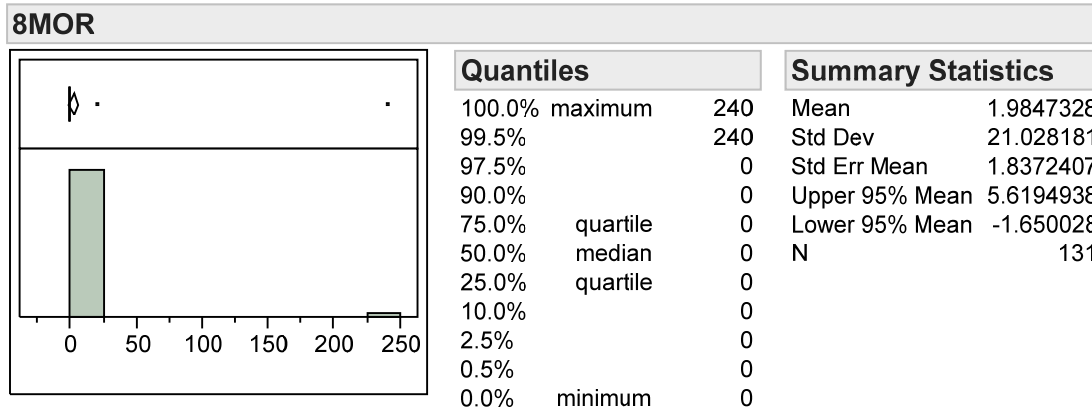 8MOR
0 50 100 150 200 250
Quantiles
100.0% maximum 240
99.5% 240
97.5% 0
90.0% 0
75.0% quartile 0
50.0% median 0
25.0% quartile 0
10.0% 0
2.5% 0
0.5% 0
0.0% minimum 0
Summary Statistics
Mean 1.9847328
Std Dev 21.028181
Std Err Mean 1.8372407
Upper 95% Mean 5.6194938
Lower 95% Mean -1.650028
N 131